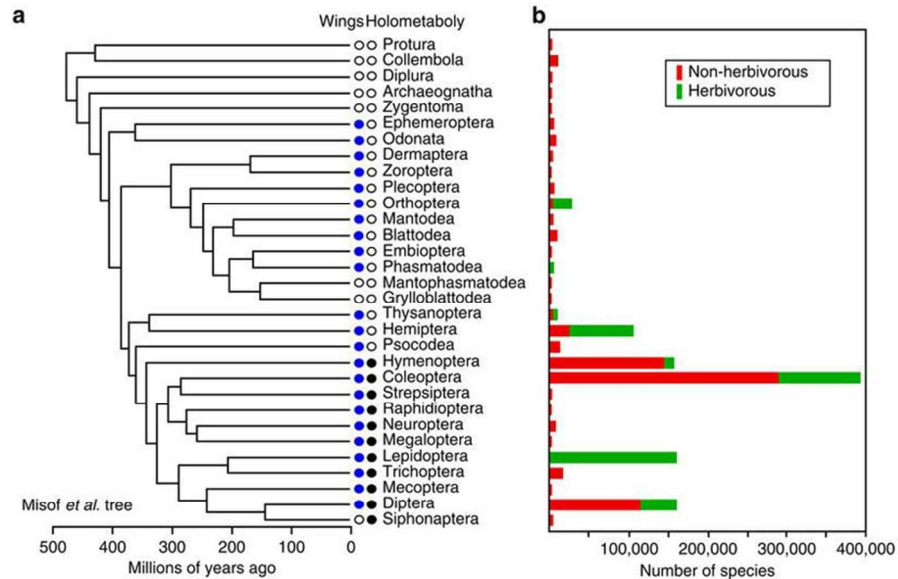 a
Wings Holometaboly
Protura
Collembola
Diplura
Archaeognatha
Zygentoma
Ephemeroptera
Odonata
Dermaptera
Zoroptera
Plecoptera
Orthoptera
Mantodea
Blattodea
Embioptera
Phasmatodea
Mantophasmatodea
Grylloblattodea
Thysanoptera
Hemiptera
Psocodea
Hymenoptera
Coleoptera
Strepsiptera
Raphidioptera
Neuroptera
Megaloptera
Lepidoptera
Trichoptera
Mecoptera
Diptera
Siphonaptera
Misof et al. tree
500 400 300 200 100 0
Millions of years ago
b
Non-herbivorous
Herbivorous
100,000 200,000 300,000 400,000
Number of species